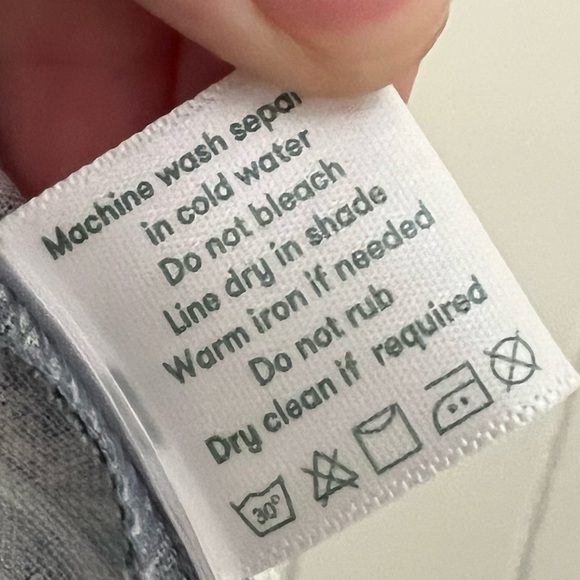 Machine wash separ
in cold water
Do not bleach
Line dry in shade
Warm iron if needed
Do not rub
Dry clean if required
30°